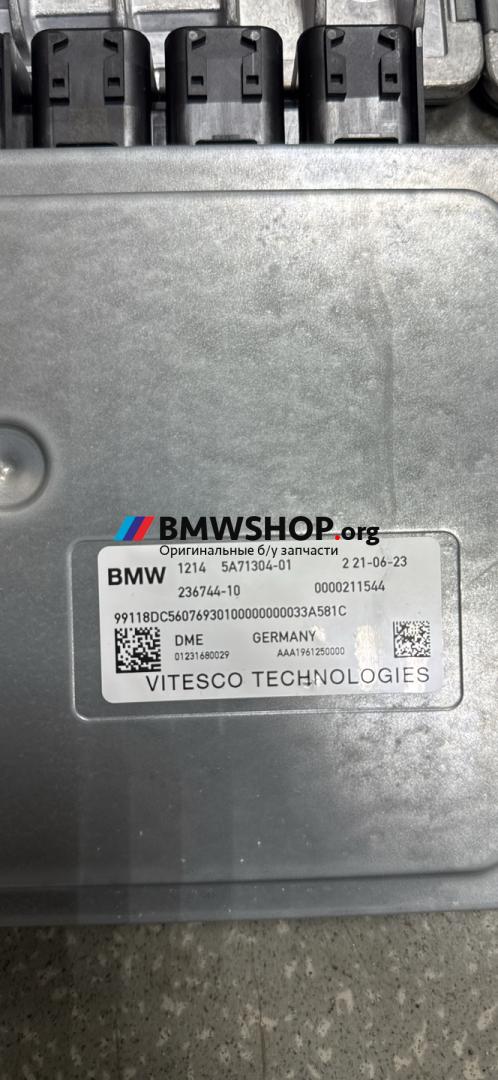 BMWSHOP.org
Оригинальные б/у запчасти
BMW 1214 5A71304-01 2 21-06-23
236744-10 0000211544
99118DC56076930100000000033A581C
DME GERMANY
01231680029 AAA1961250000
VITESCO TECHNOLOGIES